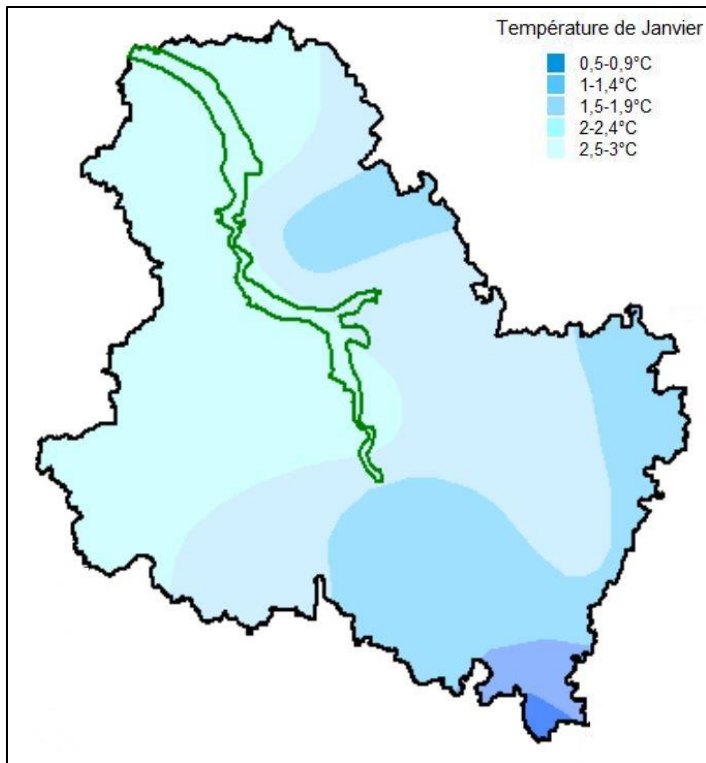 Température de Janvier
0,5-0,9°C
1-1,4°C
1,5-1,9°C
2-2,4°C
2,5-3°C